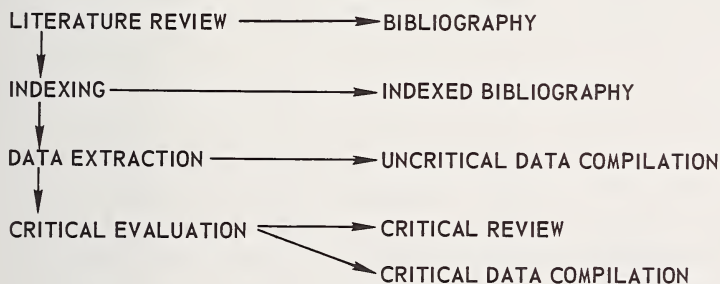 LITERATURE REVIEW BIBLIOGRAPHY
INDEXING INDEXED BIBLIOGRAPHY
DATA EXTRACTION UNCRITICAL DATA COMPILATION
CRITICAL EVALUATION CRITICAL REVIEW
CRITICAL DATA COMPILATION